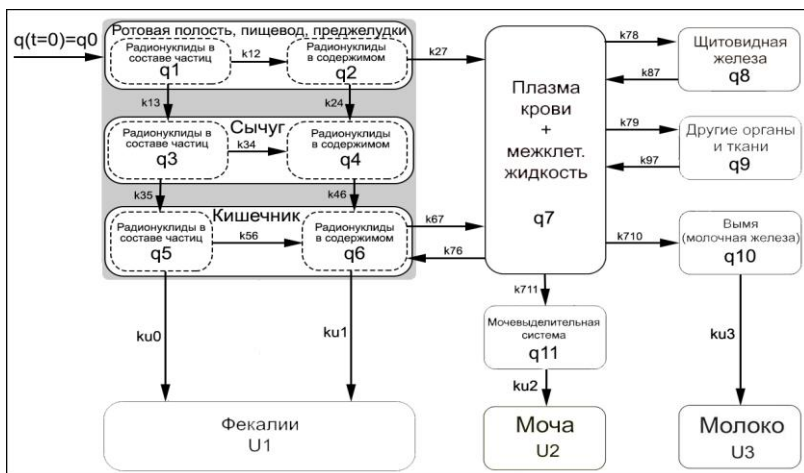 q(t=0)=q0
Ротовая полость, пищевод, преджелудки
Радионуклиды в
составе частиц
q1
k12
Радионуклиды
в содержимом
q2
k27
k13
k24
Сычуг
Радионуклиды в
составе частиц
q3
k34
Радионуклиды
в содержимом
q4
k35
k46
Кишечник
Радионуклиды в
составе частиц
q5
k56
Радионуклиды
в содержимом
q6
k67
k76
Плазма
крови
+
межклет.
жидкость
q7
k78
k87
Щитовидная
железа
q8
k79
k97
Другие органы
и ткани
q9
k710
Вымя
(молочная железа)
q10
k711
Мочевыделительная
система
q11
ku0
ku1
ku2
ku3
Фекалии
U1
Моча
U2
Молоко
U3